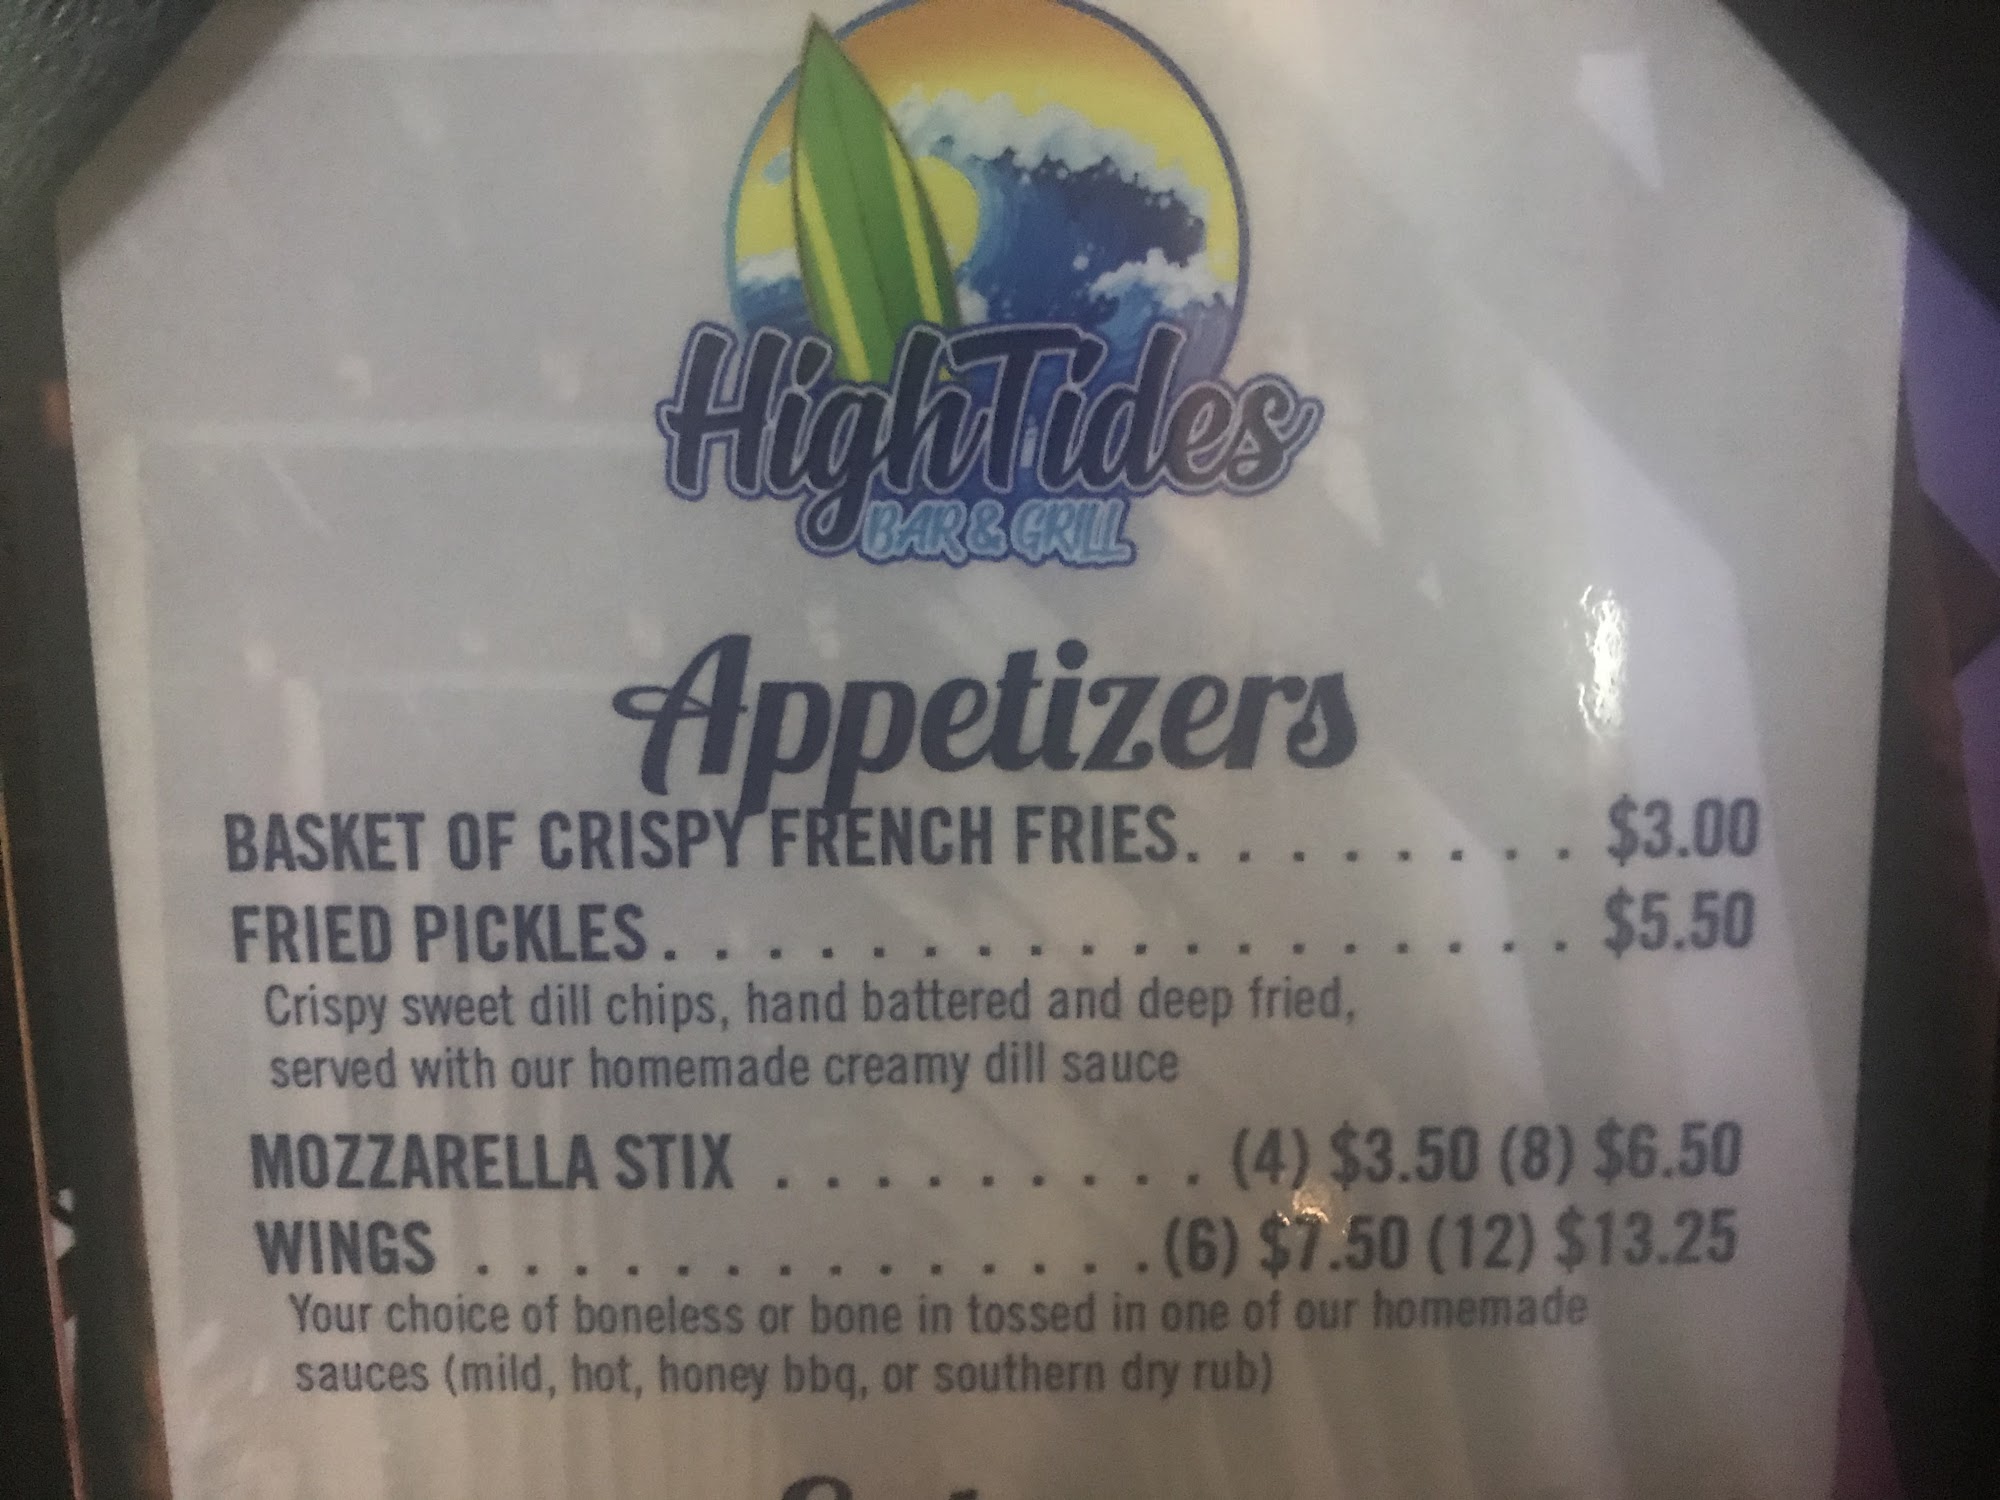 HighTides
BAR & GRILL
Appetizers
BASKET OF CRISPY FRENCH FRIES. . . . . . . . $3.00
FRIED PICKLES. . . . . . . . . . . . . . . . . . $5.50
Crispy sweet dill chips, hand battered and deep fried,
served with our homemade creamy dill sauce
MOZZARELLA STIX . . . . . . . . . (4) $3.50 (8) $6.50
WINGS . . . . . . . . . . . . . . (6) $7.50 (12) $13.25
Your choice of boneless or bone in tossed in one of our homemade
sauces (mild, hot, honey bbq, or southern dry rub)